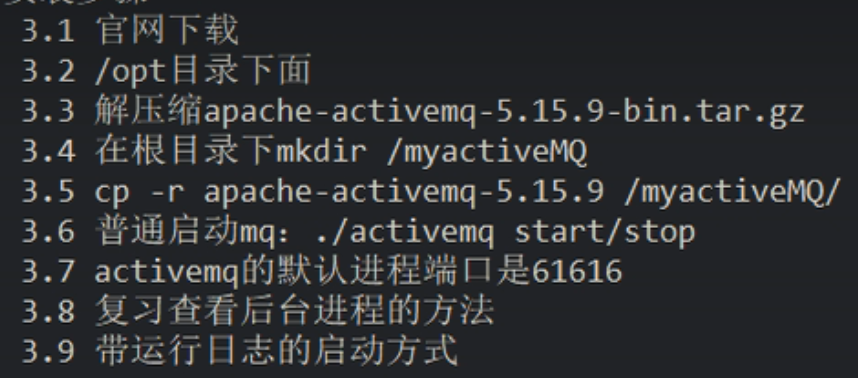 3.1 官网下载
3.2 /opt目录下面
3.3 解压缩apache-activemq-5.15.9-bin.tar.gz
3.4 在根目录下mkdir /myactiveMQ
3.5 cp -r apache-activemq-5.15.9 /myactiveMQ/
3.6 普通启动mq：./activemq start/stop
3.7 activemq的默认进程端口是61616
3.8 复习查看后台进程的方法
3.9 带运行日志的启动方式